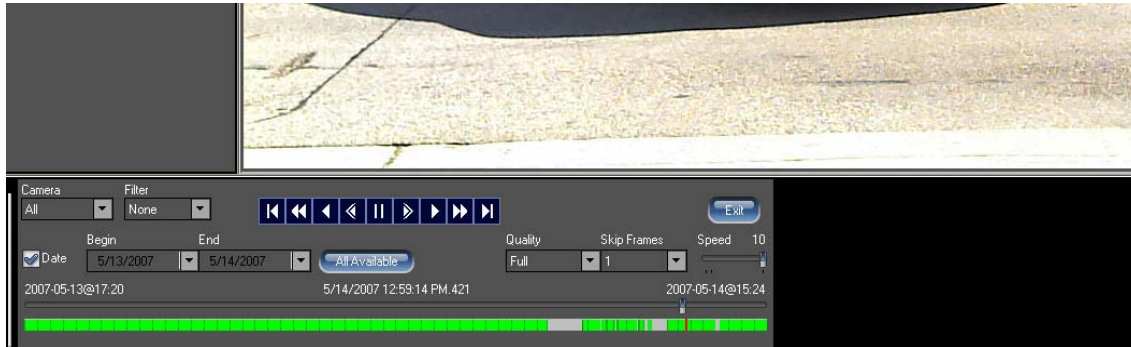 Camera Filter
All None Exit
Begin End Quality Skip Frames Speed 10
Date 5/13/2007 5/14/2007 All Available Full 1
2007-05-13@17:20 5/14/2007 12:59:14 PM.421 2007-05-14@15:24